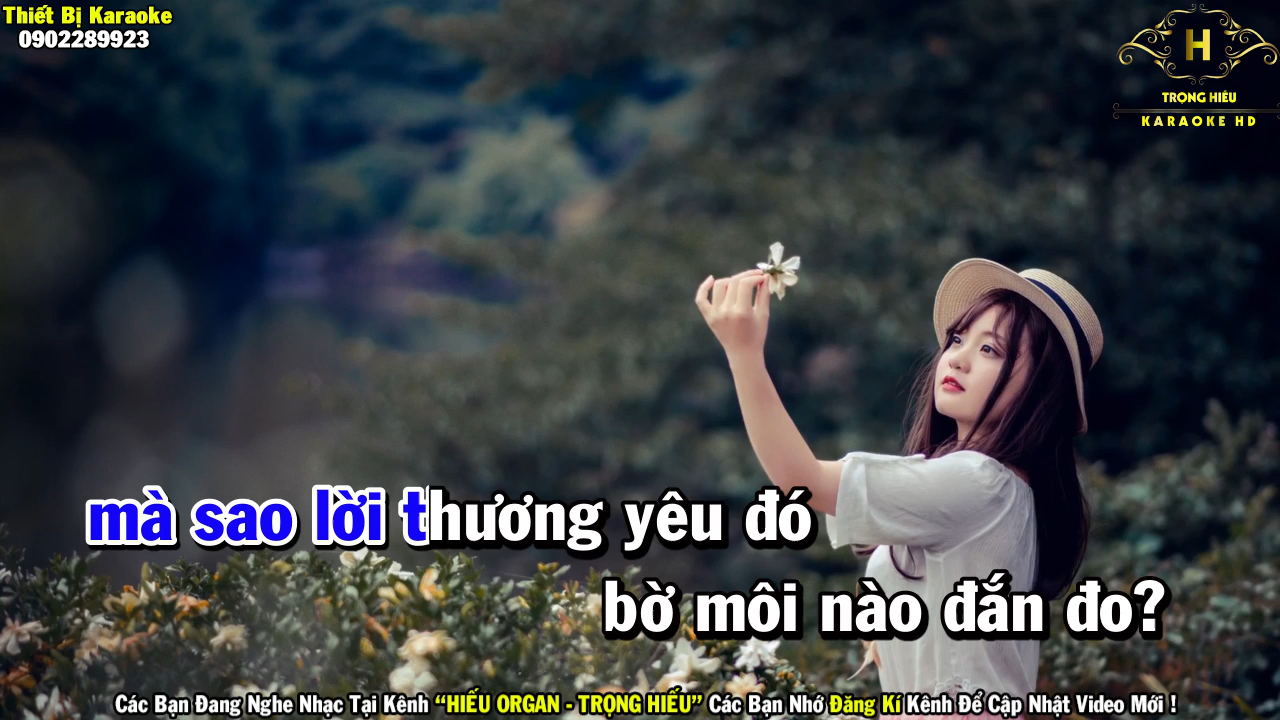 Thiết Bị Karaoke
0902289923
H
TRỌNG HIẾU
KARAOKE HD
mà sao lời thương yêu đó
bờ môi nào đắn đo?
Các Bạn Đang Nghe Nhạc Tại Kênh “HIẾU ORGAN - TRỌNG HIẾU” Các Bạn Nhớ Đăng Kí Kênh Để Cập Nhật Video Mới !